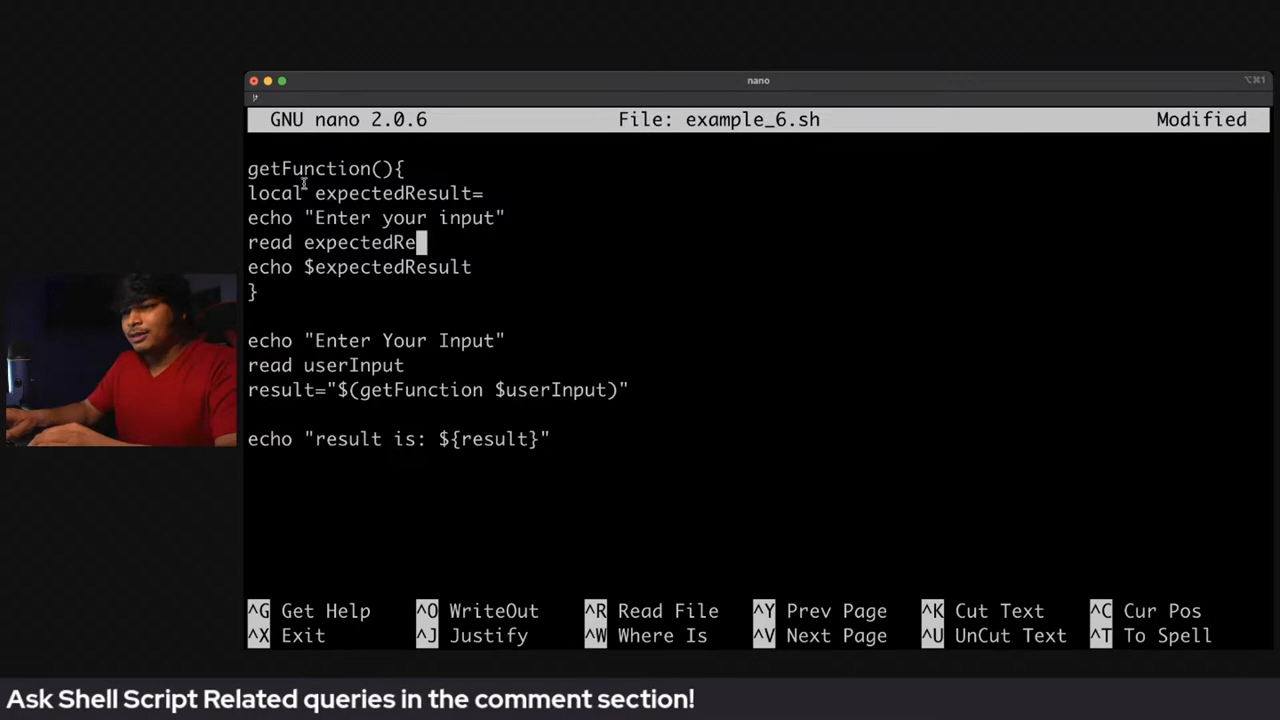 nano
⌥⌘1
GNU nano 2.0.6 File: example_6.sh Modified
getFunction(){
local expectedResult=
echo "Enter your input"
read expectedRe
echo $expectedResult
}
echo "Enter Your Input"
read userInput
result="$(getFunction $userInput)"
echo "result is: ${result}"
^G Get Help ^O WriteOut ^R Read File ^Y Prev Page ^K Cut Text ^C Cur Pos
^X Exit ^J Justify ^W Where Is ^V Next Page ^U UnCut Text ^T To Spell
Ask Shell Script Related queries in the comment section!